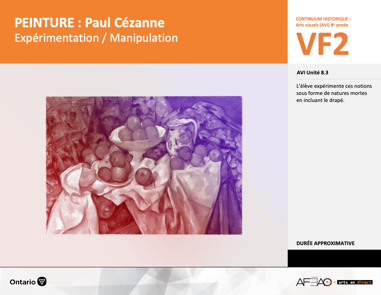 PEINTURE : Paul Cézanne
Expérimentation / Manipulation
CONTINUUM HISTORIQUE :
Arts visuels (AVI) 8e année
VF2
AVI Unité 8.3
L'élève expérimente ces notions
sous forme de natures mortes
en incluant le drapé.
DURÉE APPROXIMATIVE
Ontario
AFEAO
arts en direct